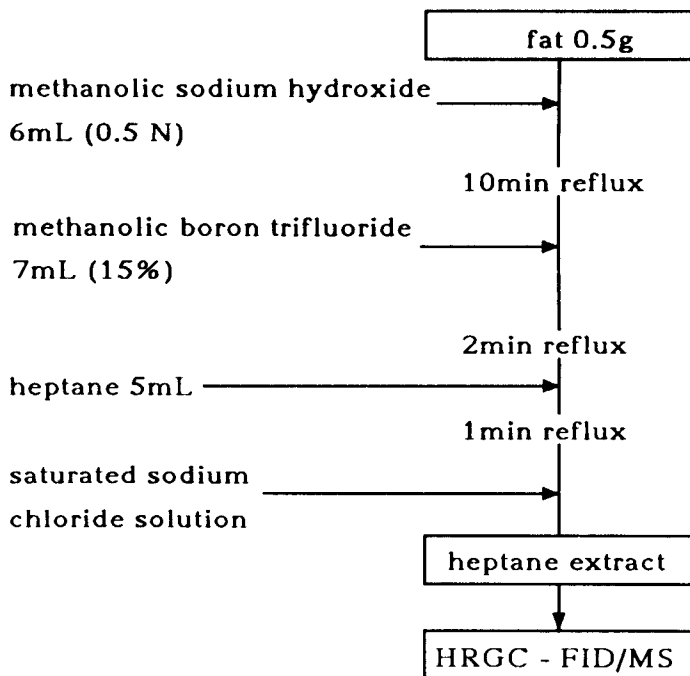 fat 0.5g
methanolic sodium hydroxide
6mL (0.5 N)
10min reflux
methanolic boron trifluoride
7mL (15%)
2min reflux
heptane 5mL
1min reflux
saturated sodium
chloride solution
heptane extract
HRGC - FID/MS